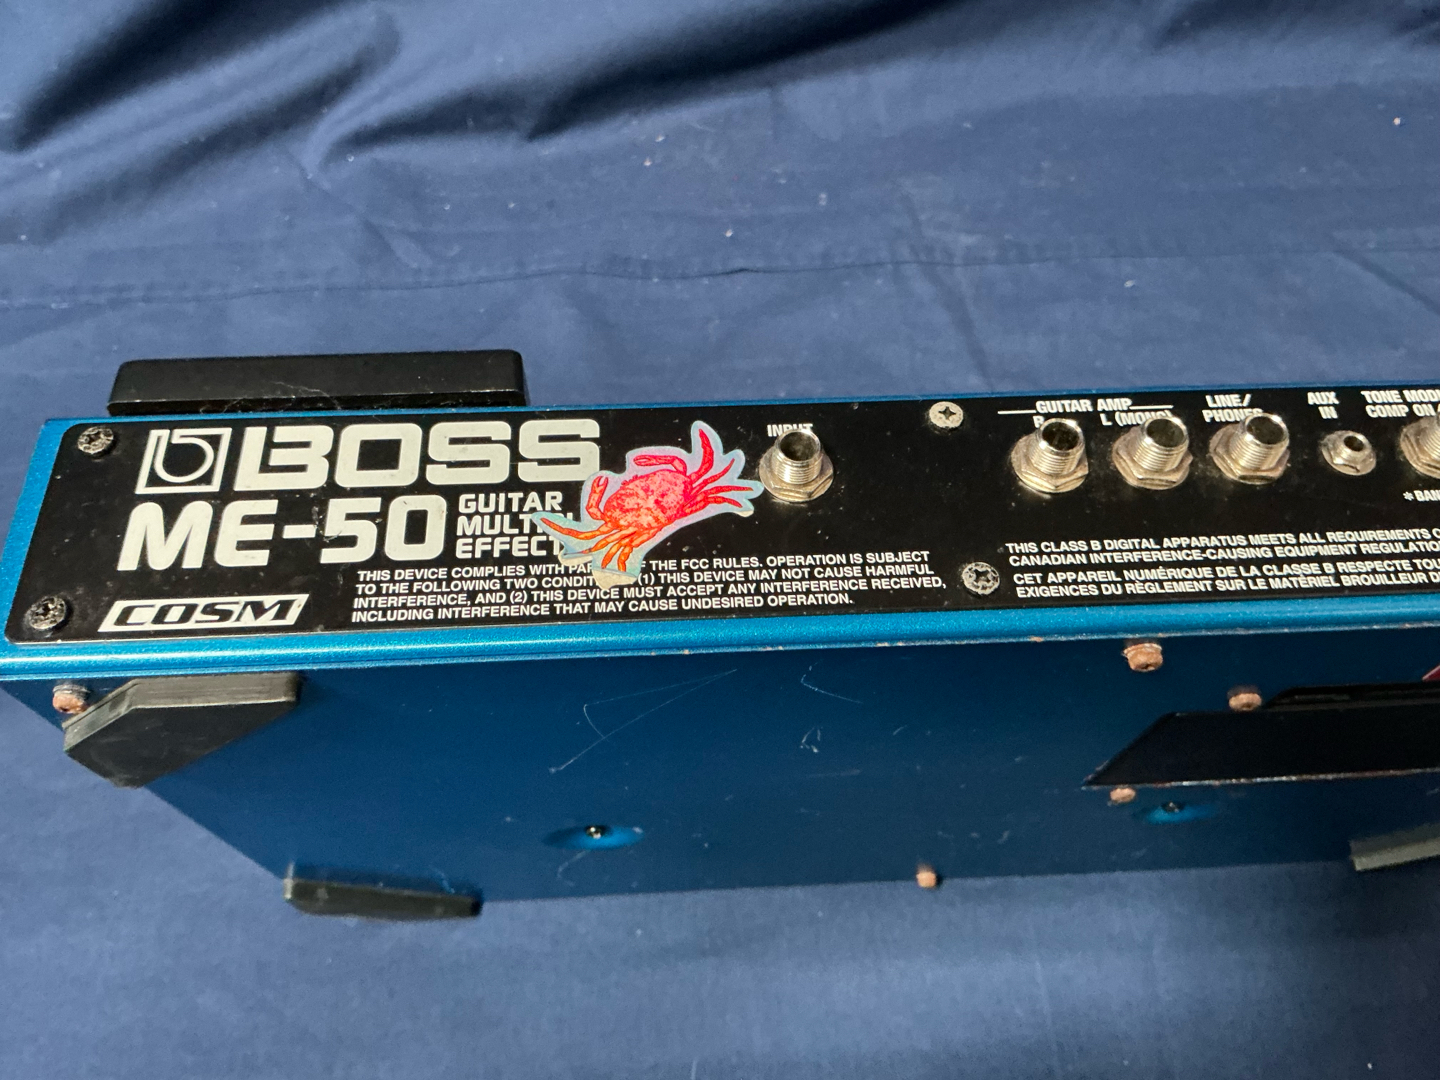 BOSS
ME-50
GUITAR
EFFECT
COSM
THIS DEVICE COMPLIES WITH THE FCC RULES. OPERATION IS SUBJECT
TO THE FOLLOWING TWO (1) THIS DEVICE MAY NOT CAUSE HARMFUL
INTERFERENCE, AND (2) THIS DEVICE MUST ACCEPT ANY INTERFERENCE RECEIVED,
INCLUDING INTERFERENCE THAT MAY CAUSE UNDESIRED OPERATION.
INPUT
GUITAR AMP
R L (MONO)
LINE/
PHONES
AUX
IN
TONE
COMP ON
THIS CLASS B DIGITAL APPARATUS MEETS ALL REQUIREMENTS
CANADIAN INTERFERENCE-CAUSING EQUIPMENT
CET APPAREIL NUMÉRIQUE DE LA CLASSE B RESPECTE
EXIGENCES DU RÈGLEMENT SUR LE MATÉRIEL BROUILLEUR